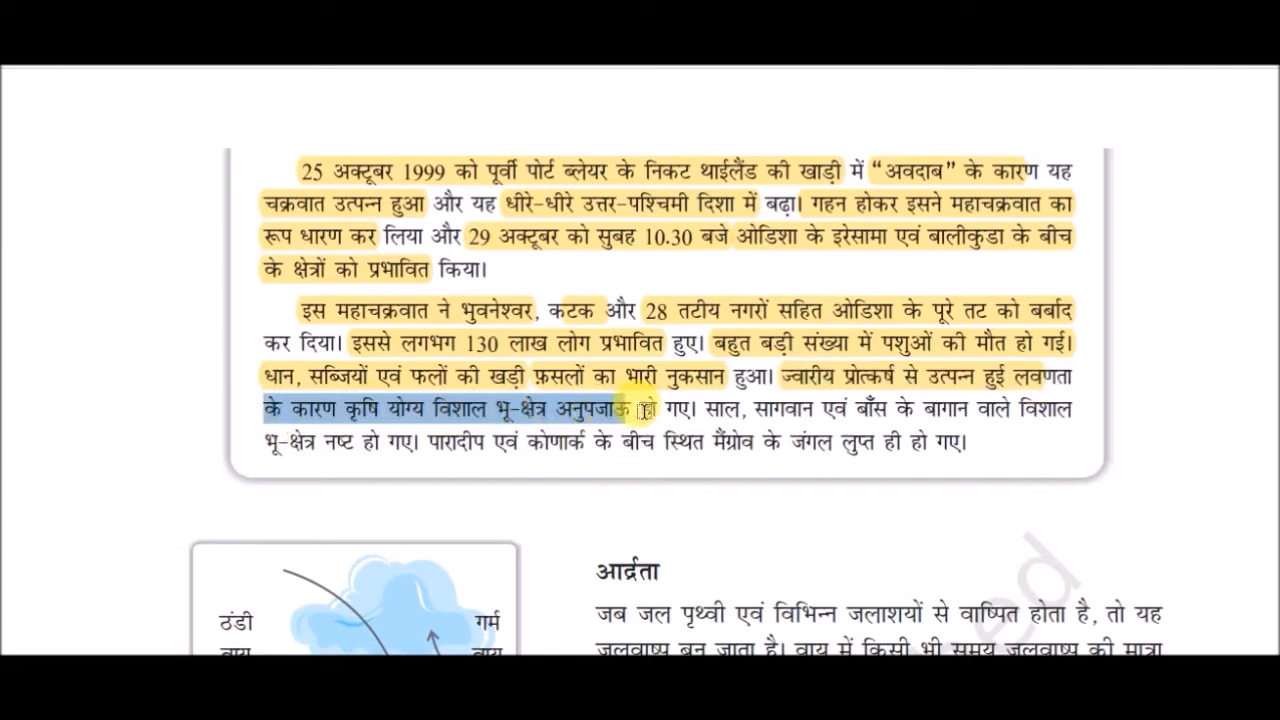 25 अक्टूबर 1999 को पूर्वी पोर्ट ब्लेयर के निकट थाईलैंड की खाड़ी में “अवदाब” के कारण यह
चक्रवात उत्पन्न हुआ और यह धीरे-धीरे उत्तर-पश्चिमी दिशा में बढ़ा। गहन होकर इसने महाचक्रवात का
रूप धारण कर लिया और 29 अक्टूबर को सुबह 10.30 बजे ओडिशा के इरेसामा एवं बालीकुडा के बीच
के क्षेत्रों को प्रभावित किया।
इस महाचक्रवात ने भुवनेश्वर, कटक और 28 तटीय नगरों सहित ओडिशा के पूरे तट को बर्बाद
कर दिया। इससे लगभग 130 लाख लोग प्रभावित हुए। बहुत बड़ी संख्या में पशुओं की मौत हो गई।
धान, सब्जियों एवं फलों की खड़ी फ़सलों का भारी नुकसान हुआ। ज्वारीय प्रोत्कर्ष से उत्पन्न हुई लवणता
के कारण कृषि योग्य विशाल भू-क्षेत्र अनुपजाऊ हो गए। साल, सागवान एवं बाँस के बागान वाले विशाल
भू-क्षेत्र नष्ट हो गए। पारादीप एवं कोणार्क के बीच स्थित मैंग्रोव के जंगल लुप्त ही हो गए।
आर्द्रता
जब जल पृथ्वी एवं विभिन्न जलाशयों से वाष्पित होता है, तो यह
ठंडी गर्म
वायु वायु
जलवाष्प बन जाता है। वायु में किसी भी समय जलवाष्प की मात्रा